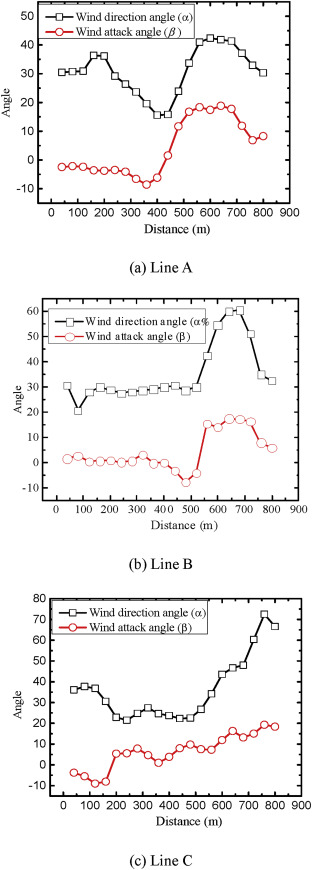 Wind direction angle (α)
Wind attack angle (β)
50
40
30
20
10
0
-10
Angle
0 100 200 300 400 500 600 700 800 900
Distance (m)
(a) Line A
Wind direction angle (α%
Wind attack angle (β)
60
50
40
30
20
10
0
-10
Angle
0 100 200 300 400 500 600 700 800 900
Distance (m)
(b) Line B
Wind direction angle (α)
Wind attack angle (β)
80
70
60
50
40
30
20
10
0
-10
Angle
0 100 200 300 400 500 600 700 800 900
Distance (m)
(c) Line C